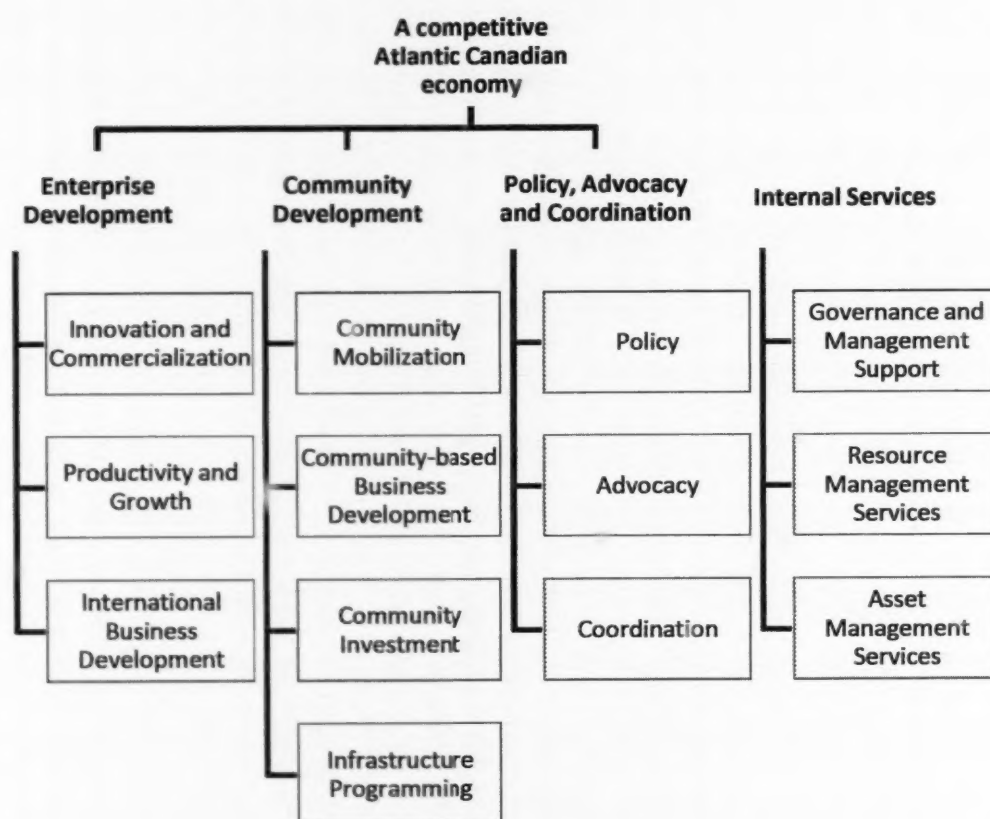 A competitive
Atlantic Canadian
economy
Enterprise
Development
Community
Development
Policy, Advocacy
and Coordination
Internal Services
Innovation and
Commercialization
Community
Mobilization
Policy
Governance and
Management
Support
Productivity and
Growth
Community-based
Business
Development
Advocacy
Resource
Management
Services
International
Business
Development
Community
Investment
Coordination
Asset
Management
Services
Infrastructure
Programming